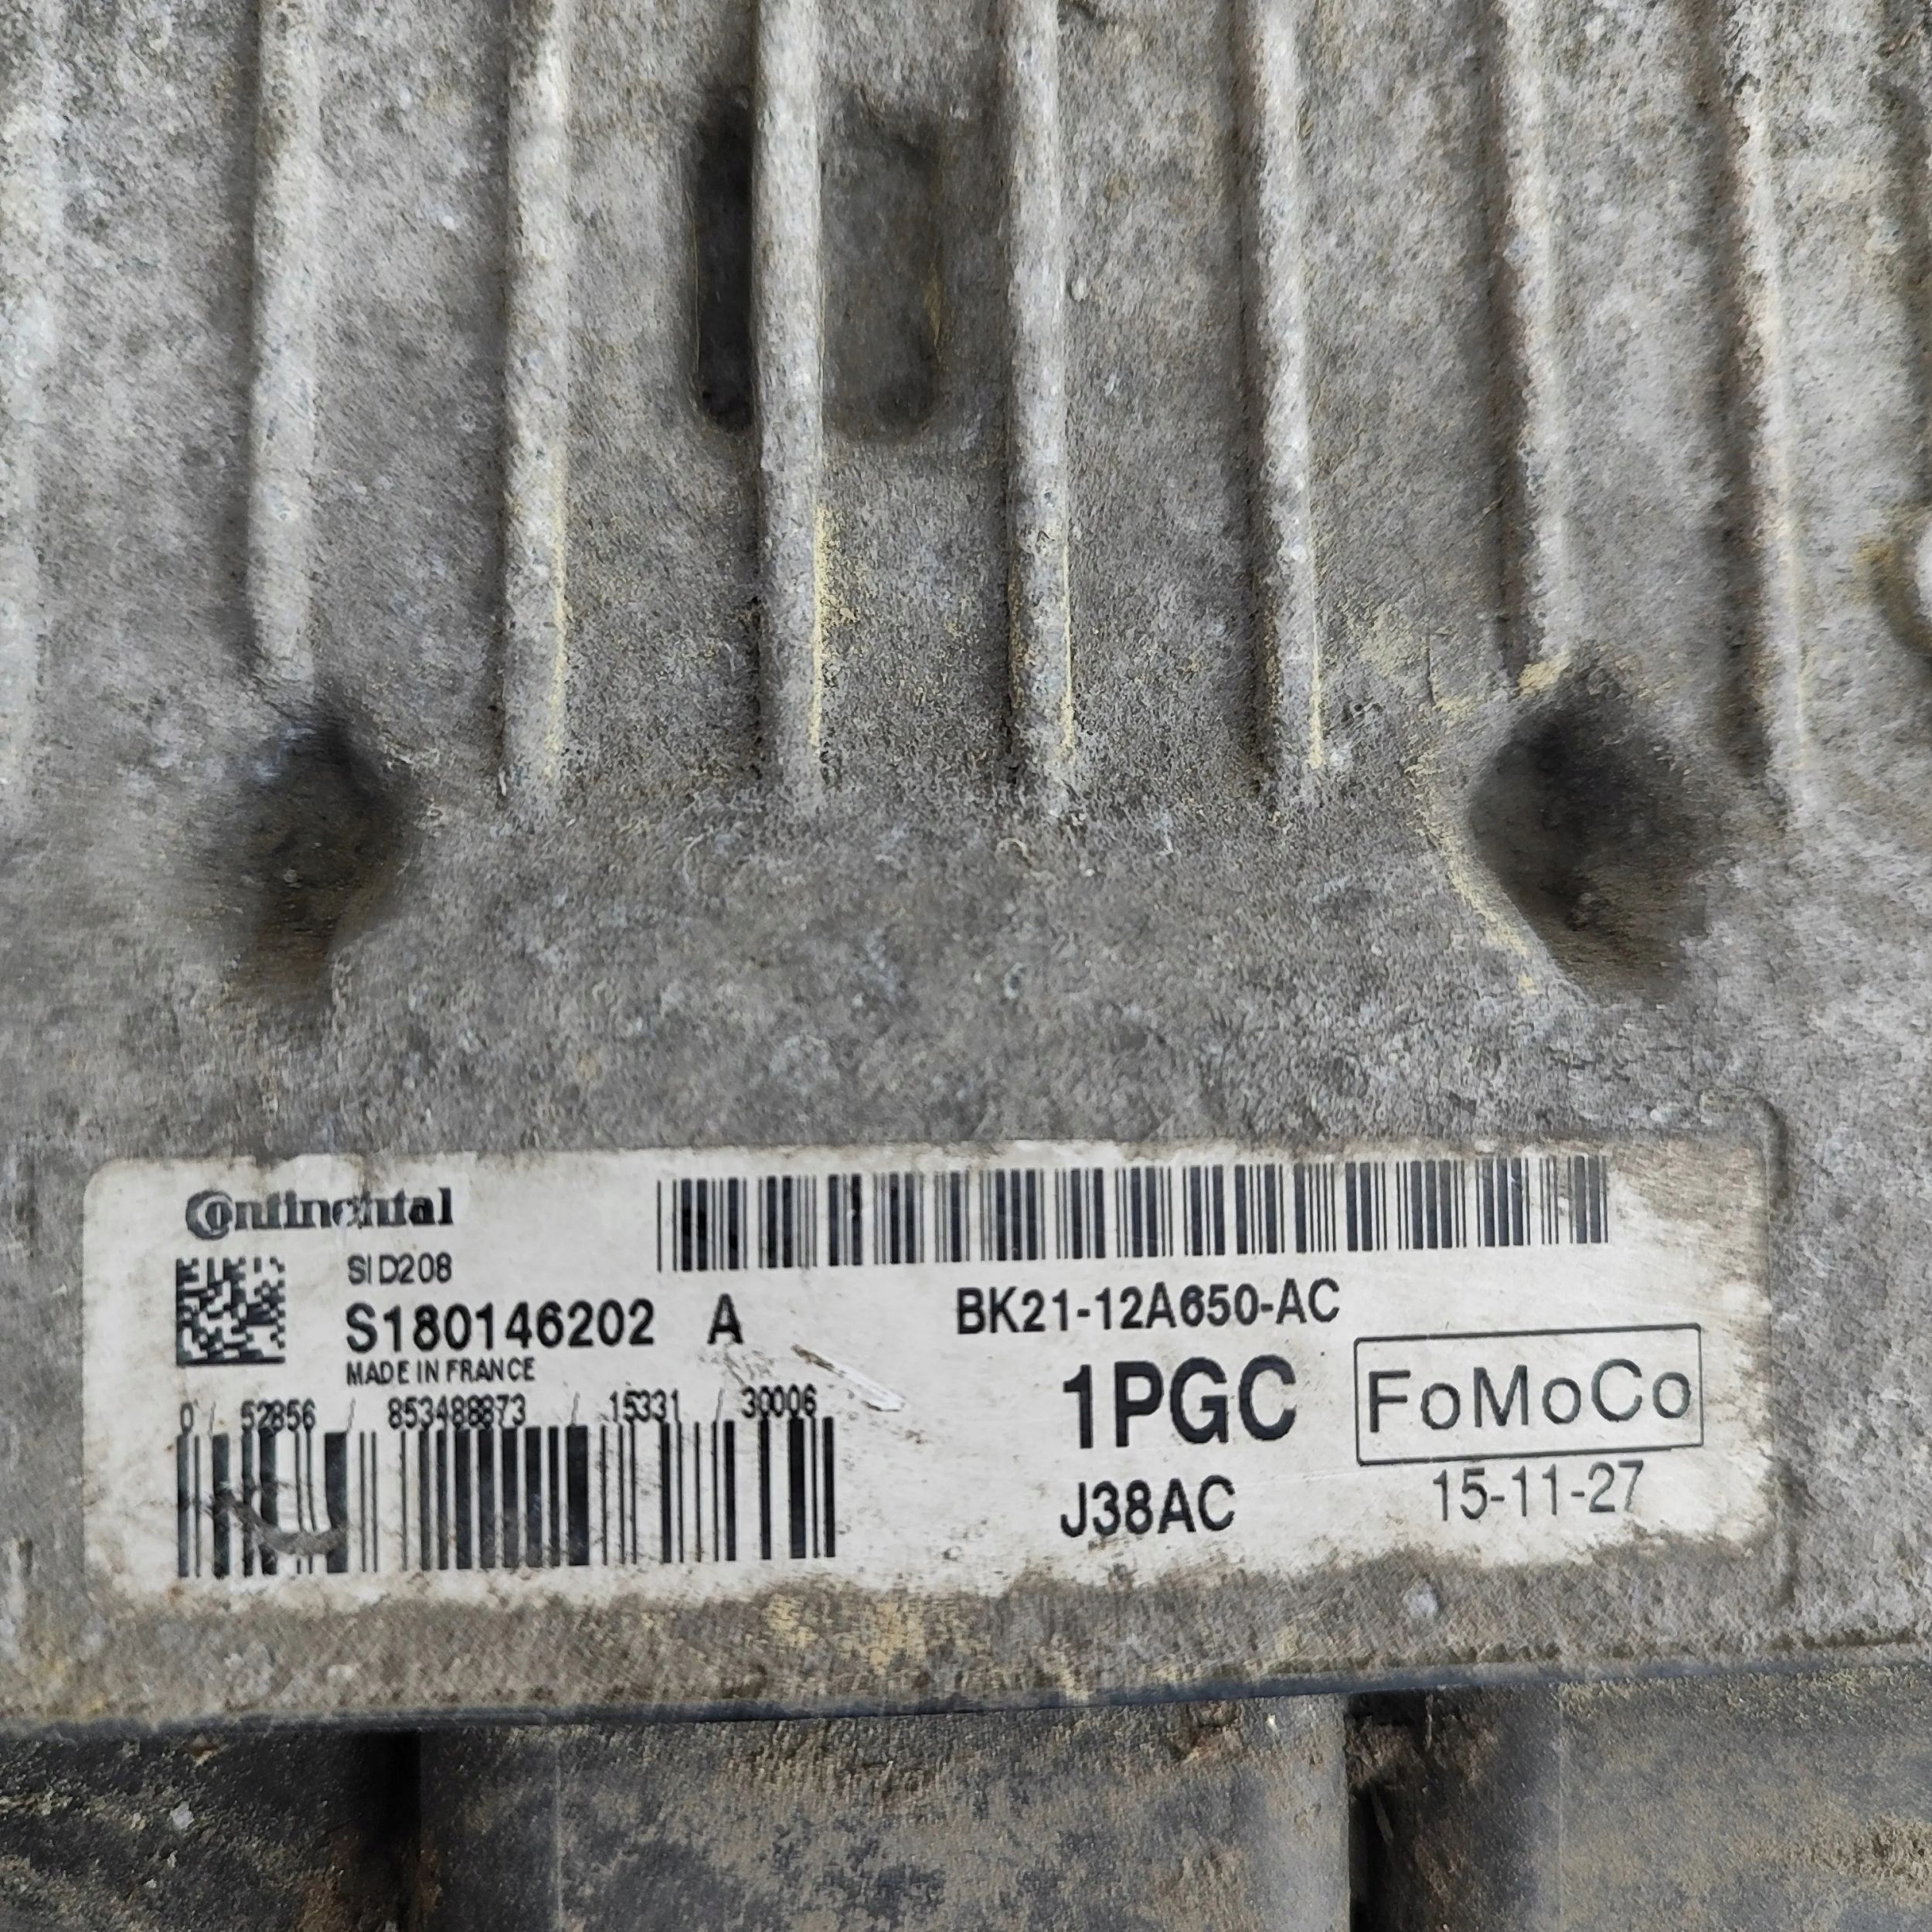 Continental
SID208
S180146202 A
MADE IN FRANCE
0 / 52856 / 853488873 / 15331 / 30006
BK21-12A650-AC
1PGC
FoMoCo
J38AC
15-11-27